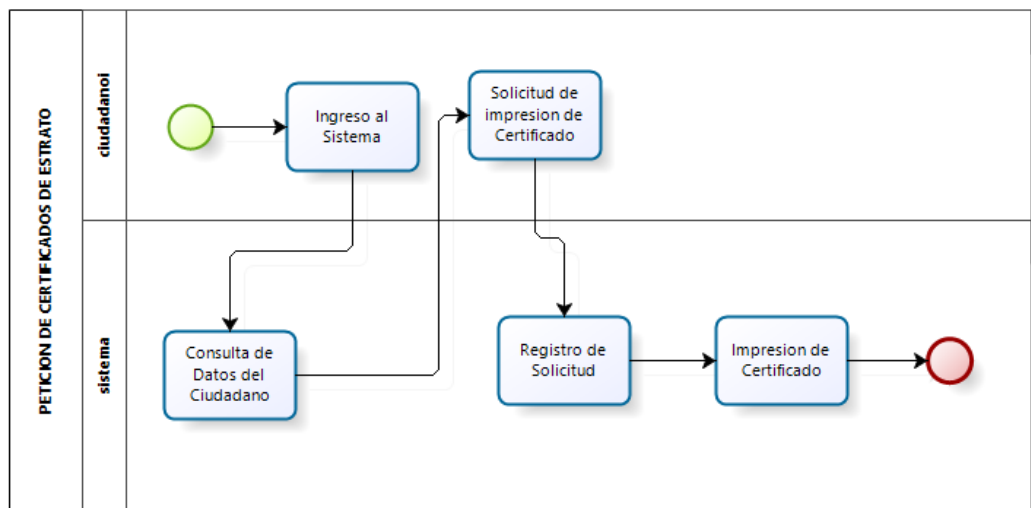 PETICION DE CERTIFICADOS DE ESTRATO
ciudadanoi
Ingreso al
Sistema
Solicitud de
impresion de
Certificado
sistema
Consulta de
Datos del
Ciudadano
Registro de
Solicitud
Impresion de
Certificado